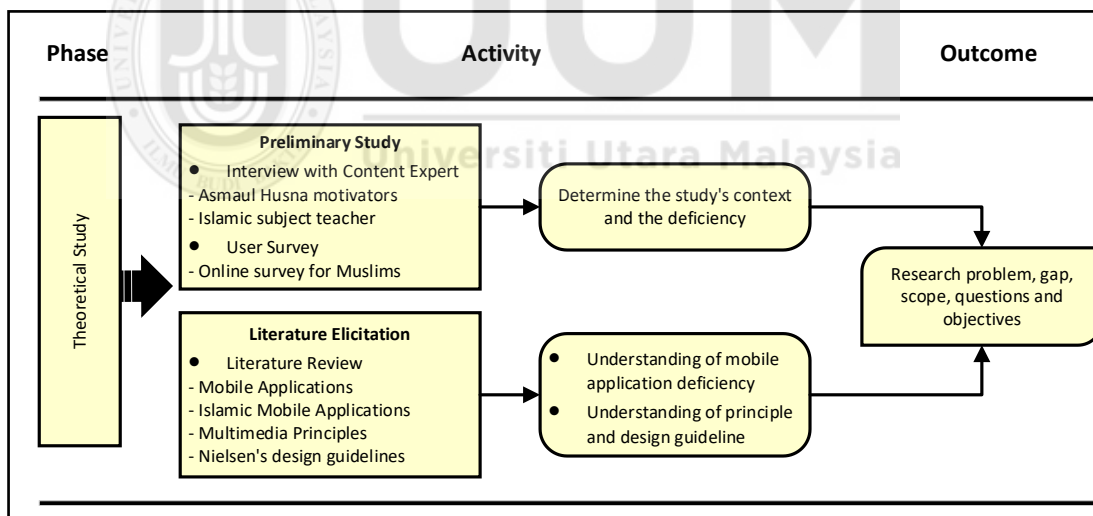 UUM
Universiti Utara Malaysia
Phase
Activity
Outcome
Theoretical Study
Preliminary Study
● Interview with Content Expert
- Asmaul Husna motivators
- Islamic subject teacher
● User Survey
- Online survey for Muslims
Determine the study's context
and the deficiency
Literature Elicitation
● Literature Review
- Mobile Applications
- Islamic Mobile Applications
- Multimedia Principles
- Nielsen's design guidelines
● Understanding of mobile
application deficiency
● Understanding of principle
and design guideline
Research problem, gap,
scope, questions and
objectives